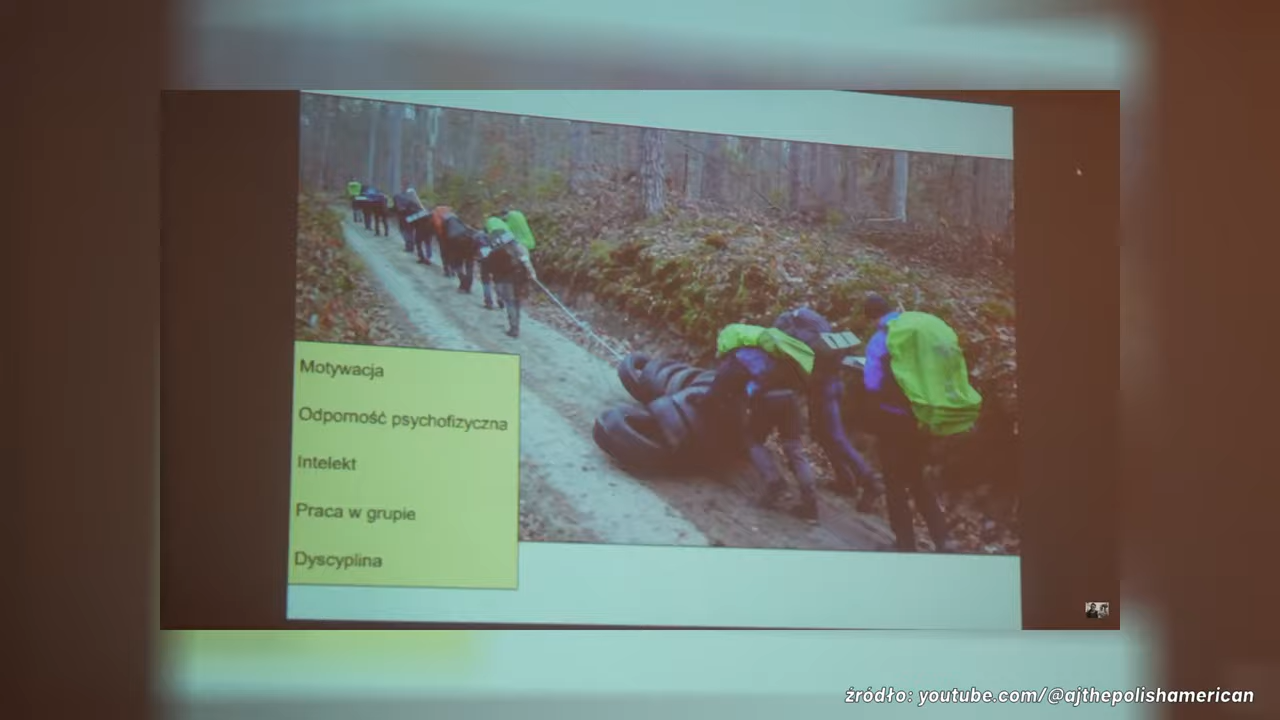 Motywacja
Odporność psychofizyczna
Intelekt
Praca w grupie
Dyscyplina
źródło: youtube.com/@ajthepolishamerican